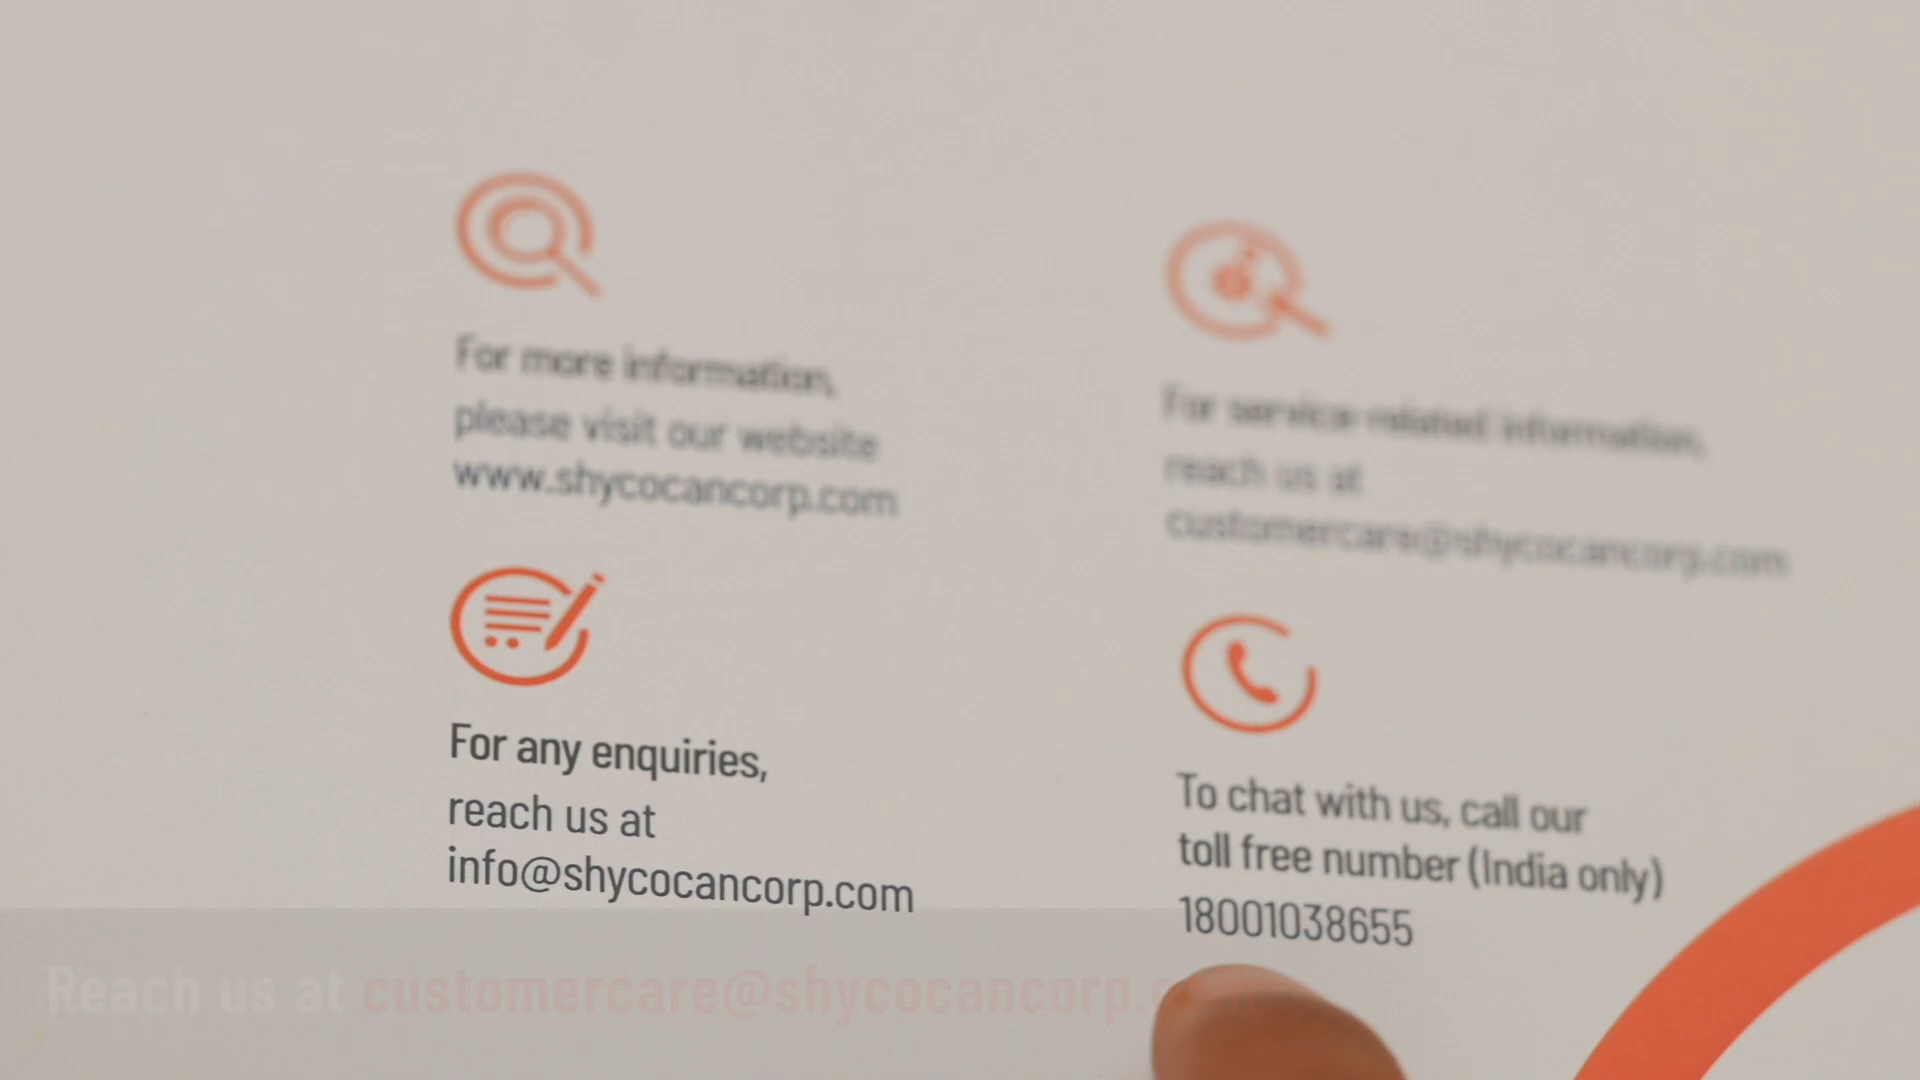 For more information,
please visit our website
www.shycocancorp.com
For service-related information,
reach us at
customercare@shycocancorp.com
For any enquiries,
reach us at
info@shycocancorp.com
To chat with us, call our
toll free number (India only)
18001038655
Reach us at customercare@shycocancorp.